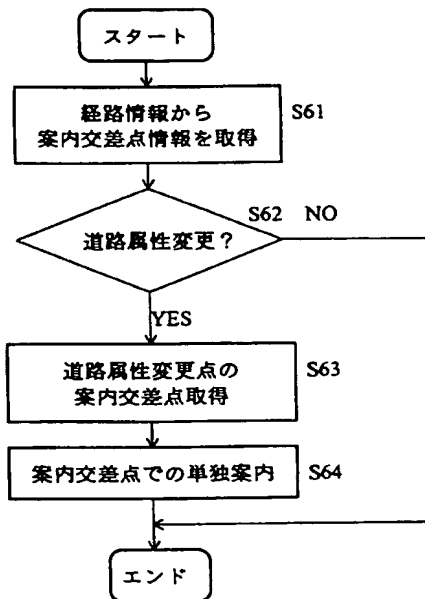 スタート
経路情報から
案内交差点情報を取得
S61
S62 NO
道路属性変更?
YES
道路属性変更点の
案内交差点取得
S63
案内交差点での単独案内
S64
エンド